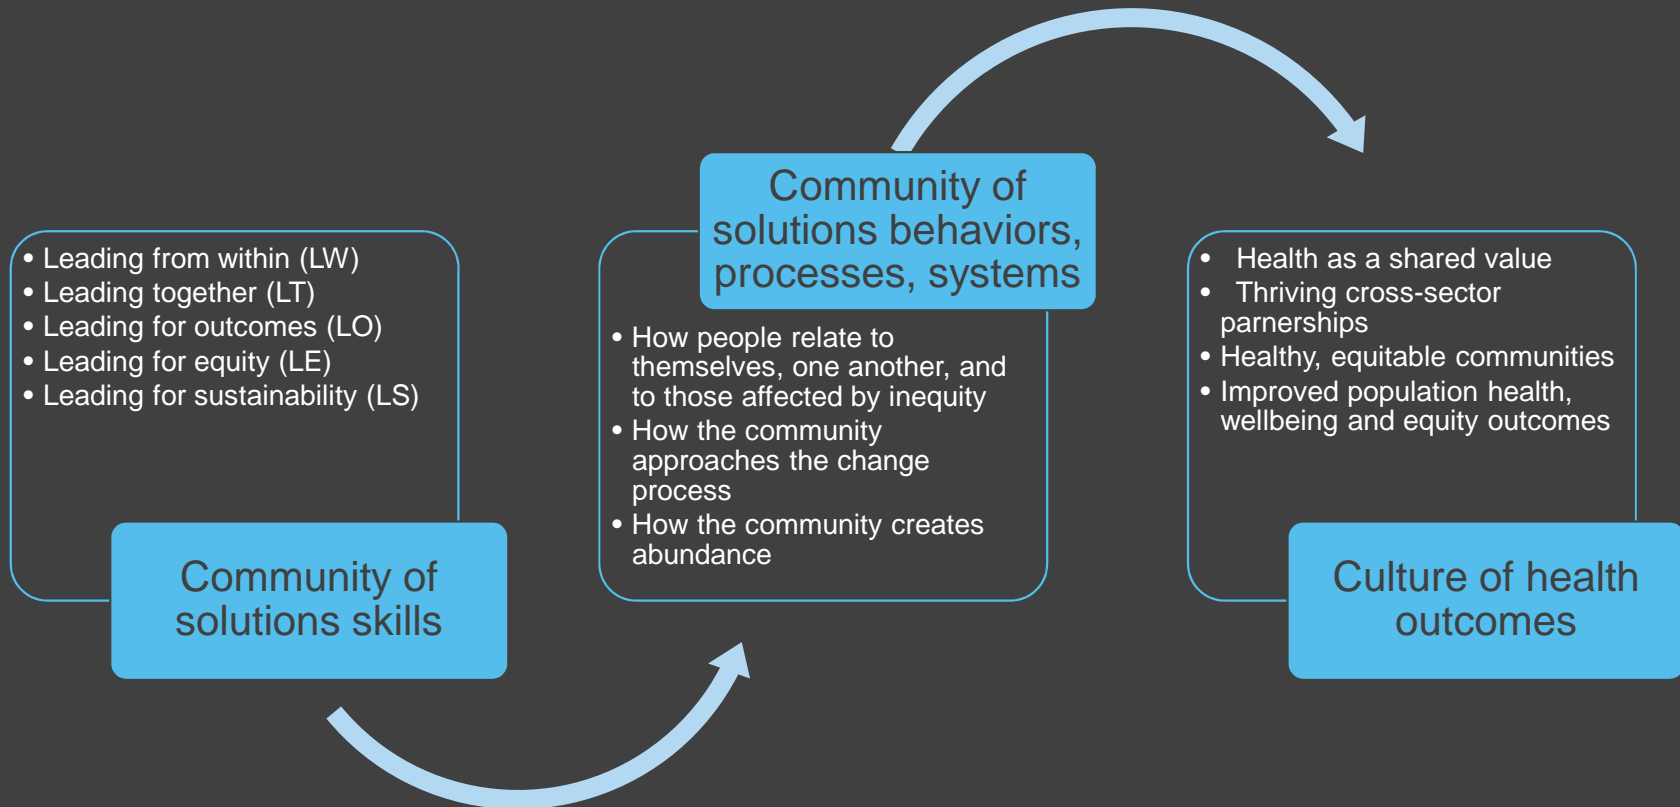 • Leading from within (LW)
• Leading together (LT)
• Leading for outcomes (LO)
• Leading for equity (LE)
• Leading for sustainability (LS)
Community of
solutions skills
Community of
solutions behaviors,
processes, systems
• How people relate to
themselves, one another, and
to those affected by inequity
• How the community
approaches the change
process
• How the community creates
abundance
• Health as a shared value
• Thriving cross-sector
parnerships
• Healthy, equitable communities
• Improved population health,
wellbeing and equity outcomes
Culture of health
outcomes